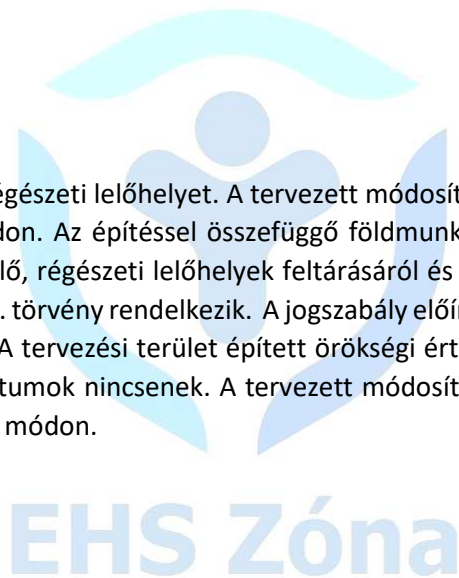 égészeti lelőhelyet. A tervezett módosít
don. Az építéssel összefüggő földmunk
lő, régészeti lelőhelyek feltárásáról és
. törvény rendelkezik. A jogszabály előír
A tervezési terület épített örökségi ért
tumok nincsenek. A tervezett módosít
módon.
EHS Zóna